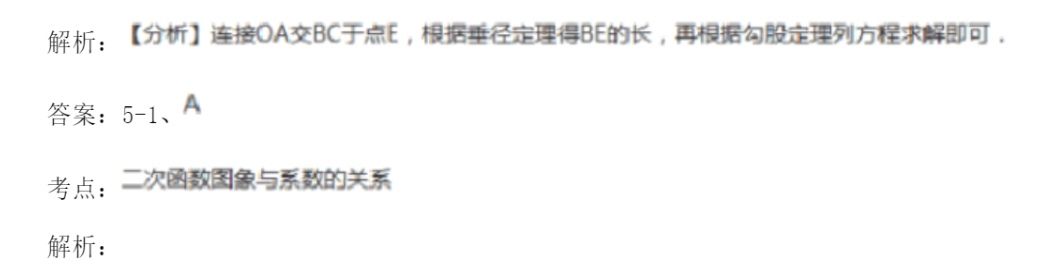 解析：【分析】连接OA交BC于点E，根据垂径定理得BE的长，再根据勾股定理列方程求解即可．
答案：5-1、A
考点：二次函数图象与系数的关系
解析：